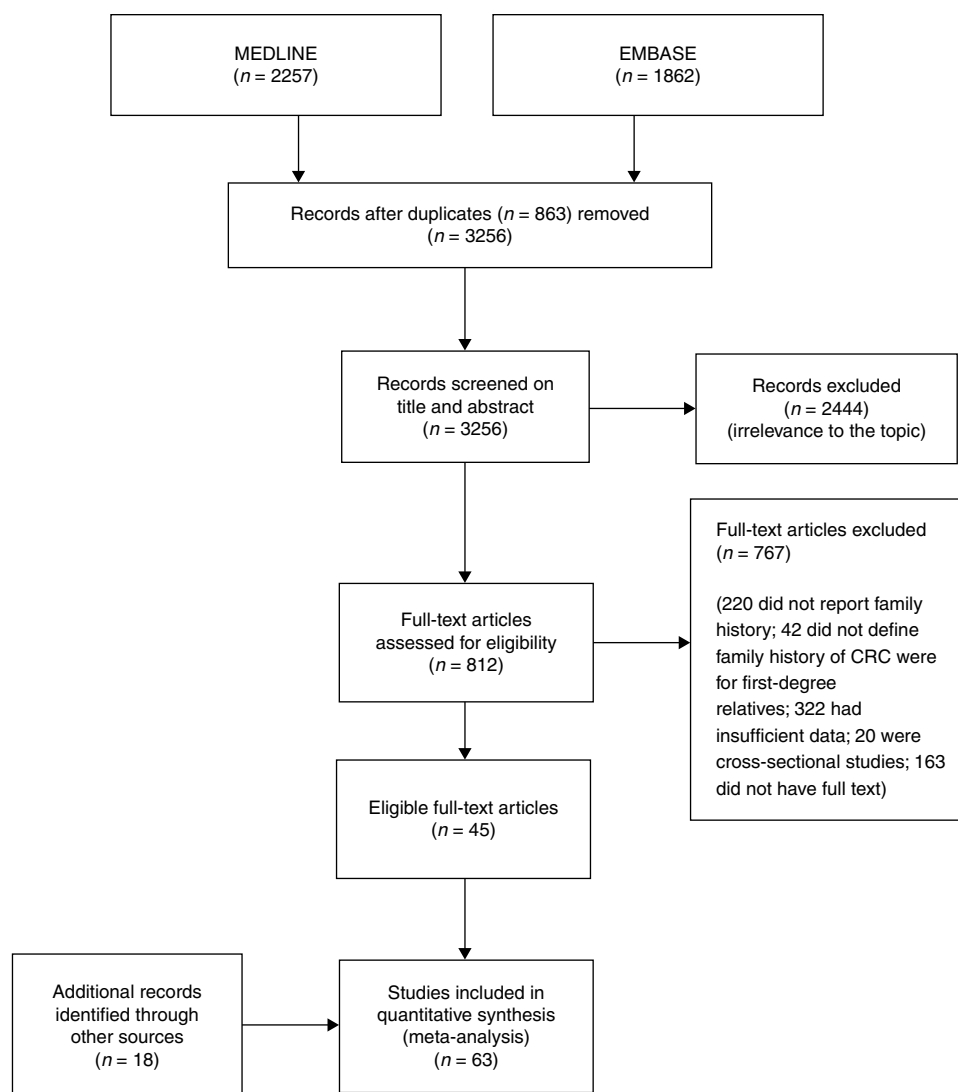 MEDLINE
(n = 2257)
EMBASE
(n = 1862)
Records after duplicates (n = 863) removed
(n = 3256)
Records screened on
title and abstract
(n = 3256)
Records excluded
(n = 2444)
(irrelevance to the topic)
Full-text articles
assessed for eligibility
(n = 812)
Full-text articles excluded
(n = 767)
(220 did not report family
history; 42 did not define
family history of CRC were
for first-degree
relatives; 322 had
insufficient data; 20 were
cross-sectional studies; 163
did not have full text)
Eligible full-text articles
(n = 45)
Additional records
identified through
other sources
(n = 18)
Studies included in
quantitative synthesis
(meta-analysis)
(n = 63)